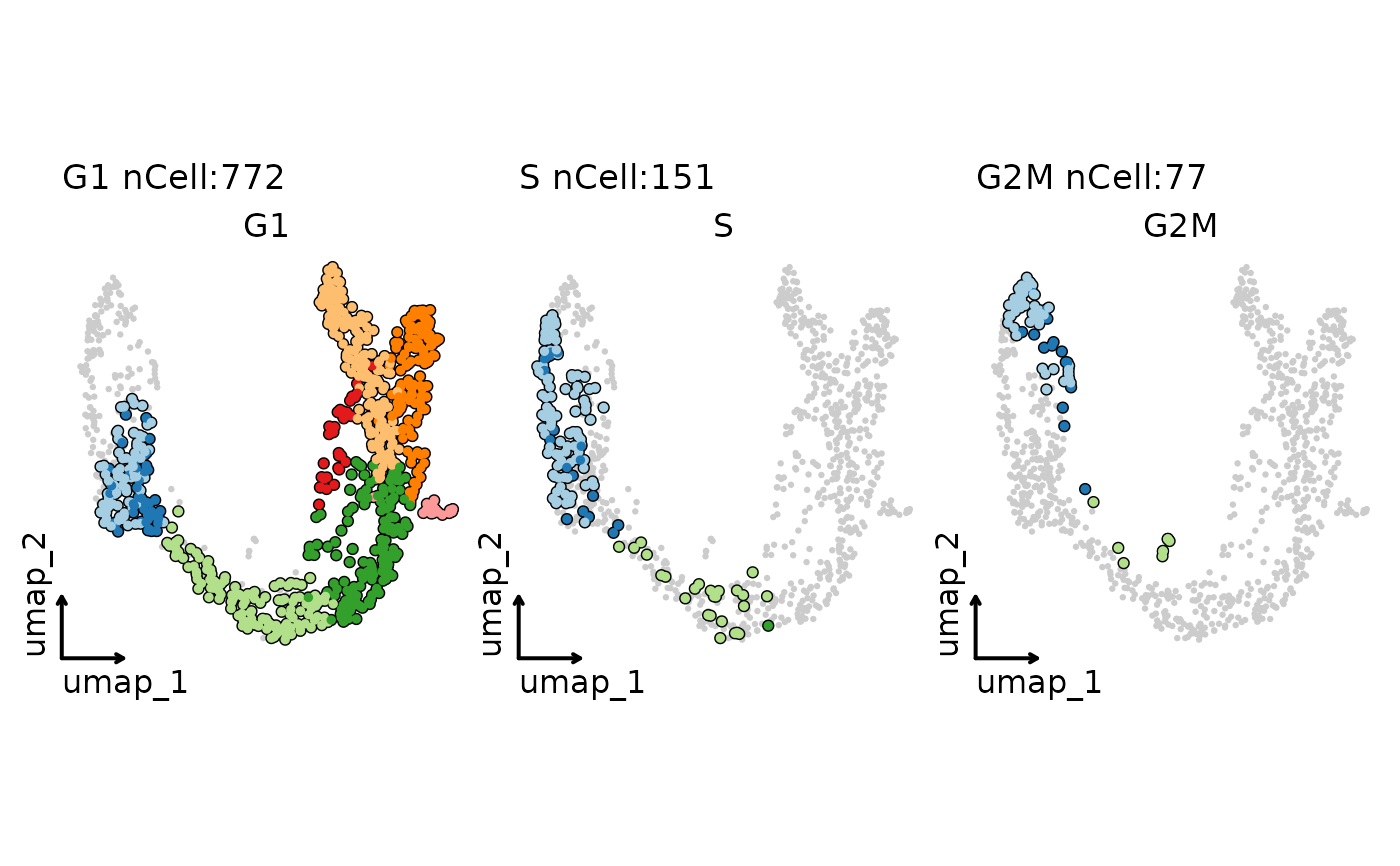 G1 nCell:772
G1
umap_2
umap_1
S nCell:151
S
umap_2
umap_1
G2M nCell:77
G2M
umap_2
umap_1